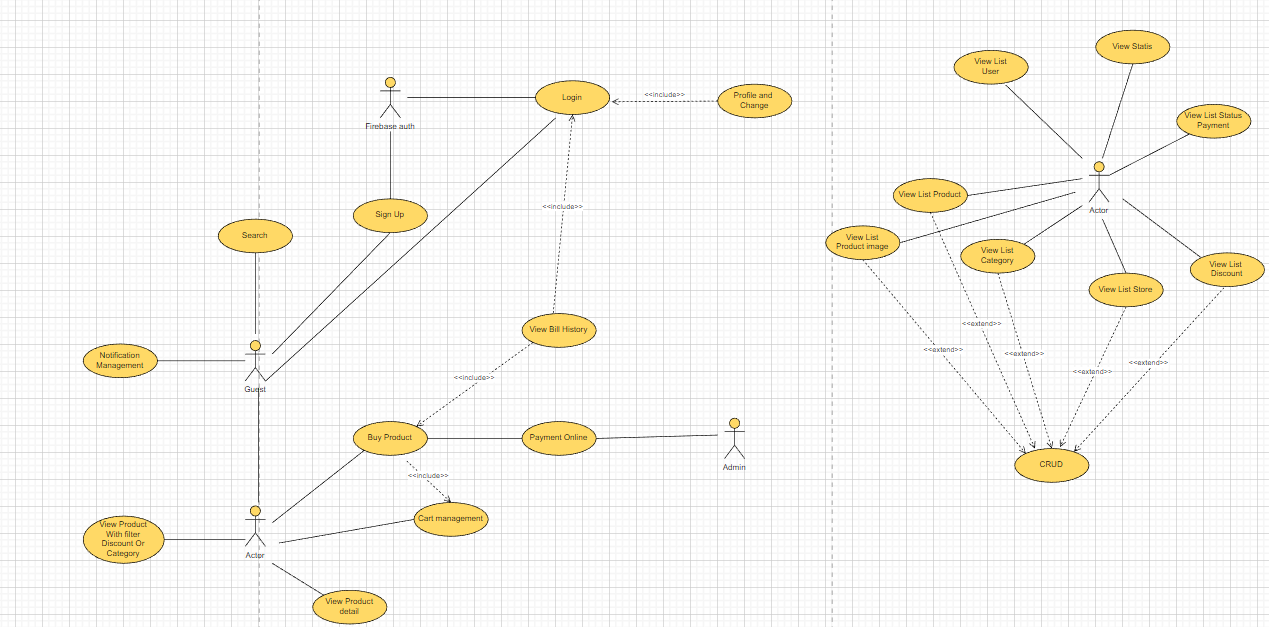 View Statis
View List
User
Login
<<include>>
Profile and
Change
View List Status
Payment
Firebase auth
View List Product
<<include>>
Actor
Sign Up
Search
View List
Product image
View List
Category
View List
Discount
View List Store
View Bill History
<<extend>>
<<extend>>
<<extend>>
<<extend>>
<<extend>>
Notification
Management
Guest
<<include>>
Buy Product
Payment Online
Admin
CRUD
<<include>>
Cart management
View Product
With filter
Discount Or
Category
Actor
View Product
detail